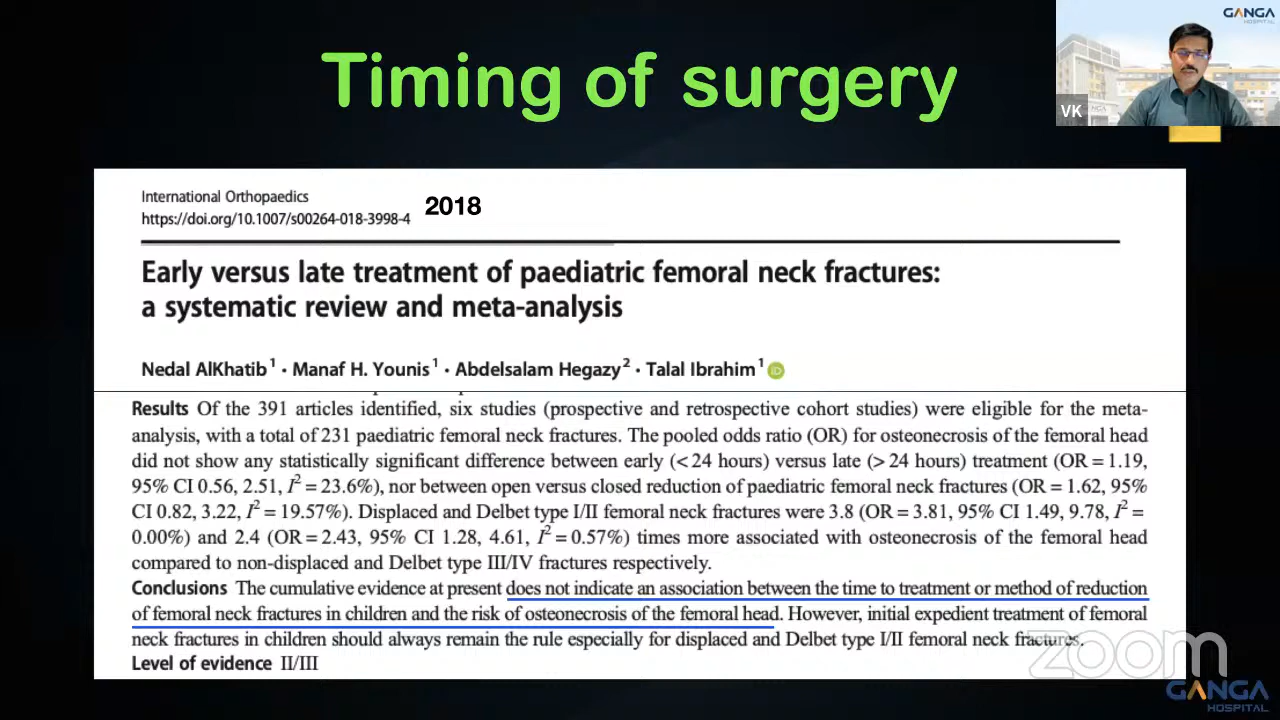 GANGA
HOSPITAL
Timing of surgery
VK
International Orthopaedics
https://doi.org/10.1007/s00264-018-3998-4
2018
Early versus late treatment of paediatric femoral neck fractures:
a systematic review and meta-analysis
Nedal AlKhatib¹ · Manaf H. Younis¹ · Abdelsalam Hegazy² · Talal Ibrahim¹ iD
Results Of the 391 articles identified, six studies (prospective and retrospective cohort studies) were eligible for the meta-
analysis, with a total of 231 paediatric femoral neck fractures. The pooled odds ratio (OR) for osteonecrosis of the femoral head
did not show any statistically significant difference between early (< 24 hours) versus late (> 24 hours) treatment (OR = 1.19,
95% CI 0.56, 2.51, I² = 23.6%), nor between open versus closed reduction of paediatric femoral neck fractures (OR = 1.62, 95%
CI 0.82, 3.22, I² = 19.57%). Displaced and Delbet type I/II femoral neck fractures were 3.8 (OR = 3.81, 95% CI 1.49, 9.78, I² =
0.00%) and 2.4 (OR = 2.43, 95% CI 1.28, 4.61, I² = 0.57%) times more associated with osteonecrosis of the femoral head
compared to non-displaced and Delbet type III/IV fractures respectively.
Conclusions The cumulative evidence at present does not indicate an association between the time to treatment or method of reduction
of femoral neck fractures in children and the risk of osteonecrosis of the femoral head. However, initial expedient treatment of femoral
neck fractures in children should always remain the rule especially for displaced and Delbet type I/II femoral neck fractures.
Level of evidence II/III
zoom
GANGA
HOSPITAL